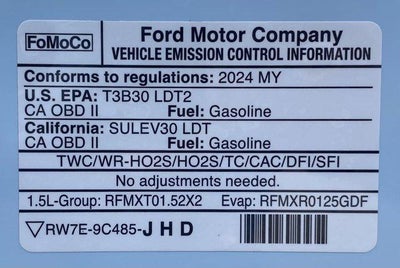 FoMoCo
Ford Motor Company
VEHICLE EMISSION CONTROL INFORMATION
Conforms to regulations: 2024 MY
U.S. EPA: T3B30 LDT2
CA OBD II Fuel: Gasoline
California: SULEV30 LDT
CA OBD II Fuel: Gasoline
TWC/WR-HO2S/HO2S/TC/CAC/DFI/SFI
No adjustments needed.
1.5L-Group: RFMXT01.52X2 Evap: RFMXR0125GDF
▽RW7E-9C485-JHD